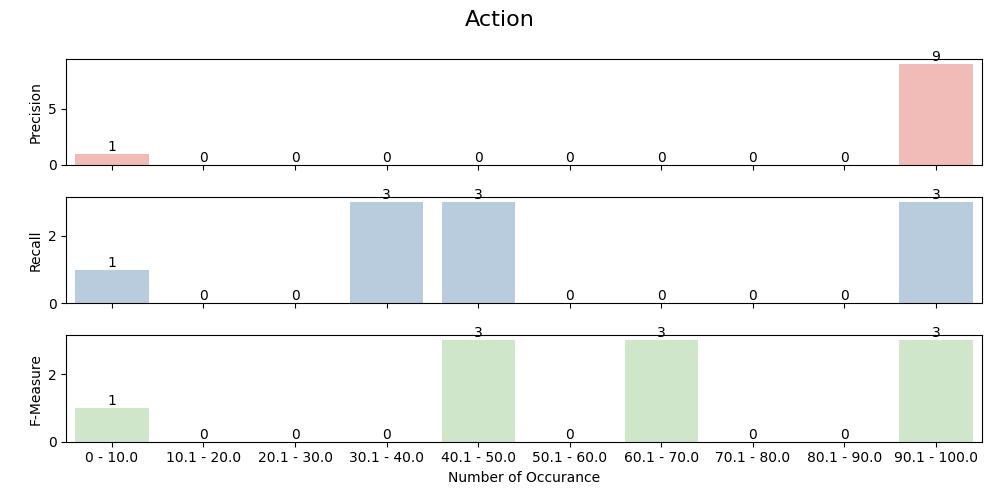 Action
Precision
5
0
1 0 0 0 0 0 0 0 0 9
Recall
2
0
1 0 0 3 3 0 0 0 0 3
F-Measure
2
0
1 0 0 0 3 0 3 0 0 3
0 - 10.0 10.1 - 20.0 20.1 - 30.0 30.1 - 40.0 40.1 - 50.0 50.1 - 60.0 60.1 - 70.0 70.1 - 80.0 80.1 - 90.0 90.1 - 100.0
Number of Occurance